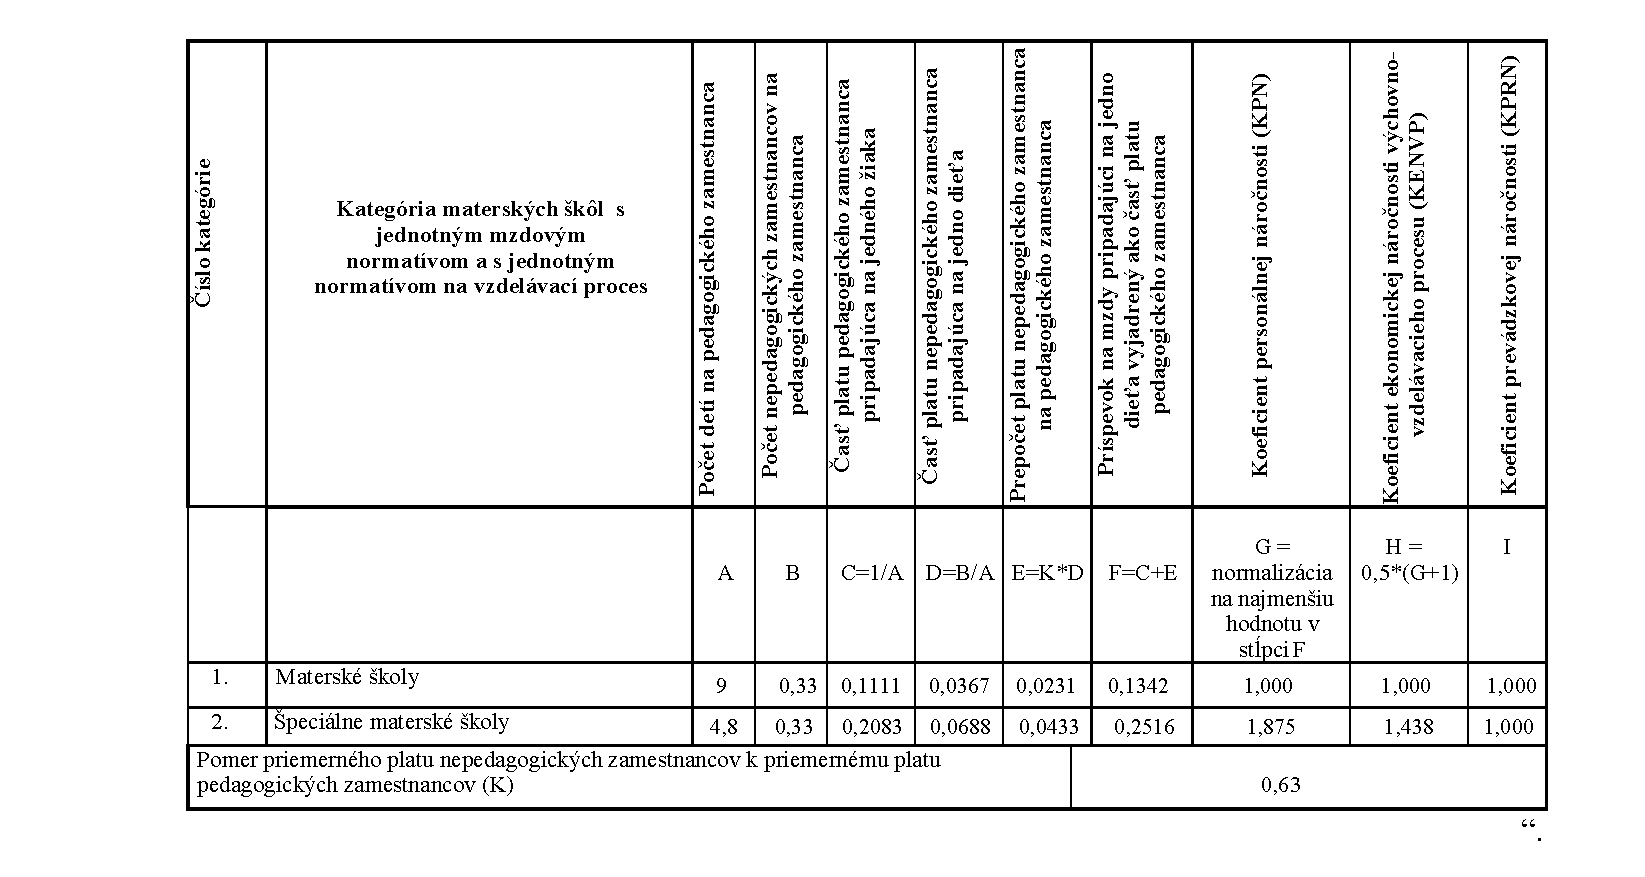 Číslo kategórie
Kategória materských škôl s
jednotným mzdovým
normatívom a s jednotným
normatívom na vzdelávací proces
Počet detí na pedagogického zamestnanca
Počet nepedagogických zamestnancov na
pedagogického zamestnanca
Časť platu pedagogického zamestnanca
pripadajúca na jedného žiaka
Časť platu nepedagogického zamestnanca
pripadajúca na jedno dieťa
Prepočet platu nepedagogického zamestnanca
na pedagogického zamestnanca
Príspevok na mzdy pripadajúci na jedno
dieťa vyjadrený ako časť platu
pedagogického zamestnanca
Koeficient personálnej náročnosti (KPN)
Koeficient ekonomickej náročnosti výchovno-
vzdelávacieho procesu (KENVP)
Koeficient prevádzkovej náročnosti (KPRN)
A B C=1/A D=B/A E=K*D F=C+E
G =
normalizácia
na najmenšiu
hodnotu v
stĺpci F
H =
0,5*(G+1)
I
1. Materské školy 9 0,33 0,1111 0,0367 0,0231 0,1342 1,000 1,000 1,000
2. Špeciálne materské školy 4,8 0,33 0,2083 0,0688 0,0433 0,2516 1,875 1,438 1,000
Pomer priemerného platu nepedagogických zamestnancov k priemernému platu
pedagogických zamestnancov (K)
0,63
“.